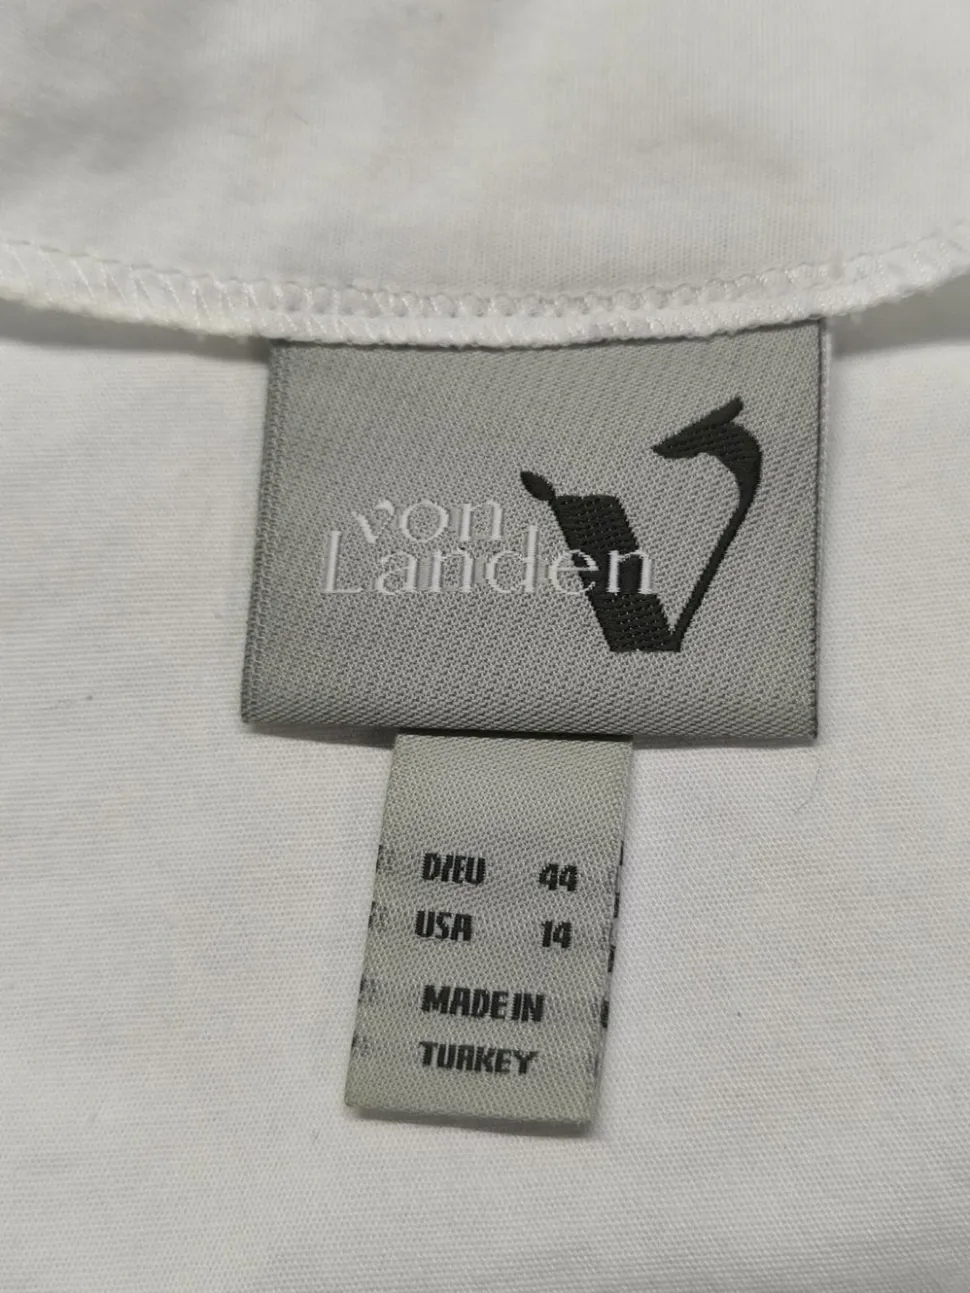 von
Landen
D/EU 44
USA 14
MADE IN
TURKEY